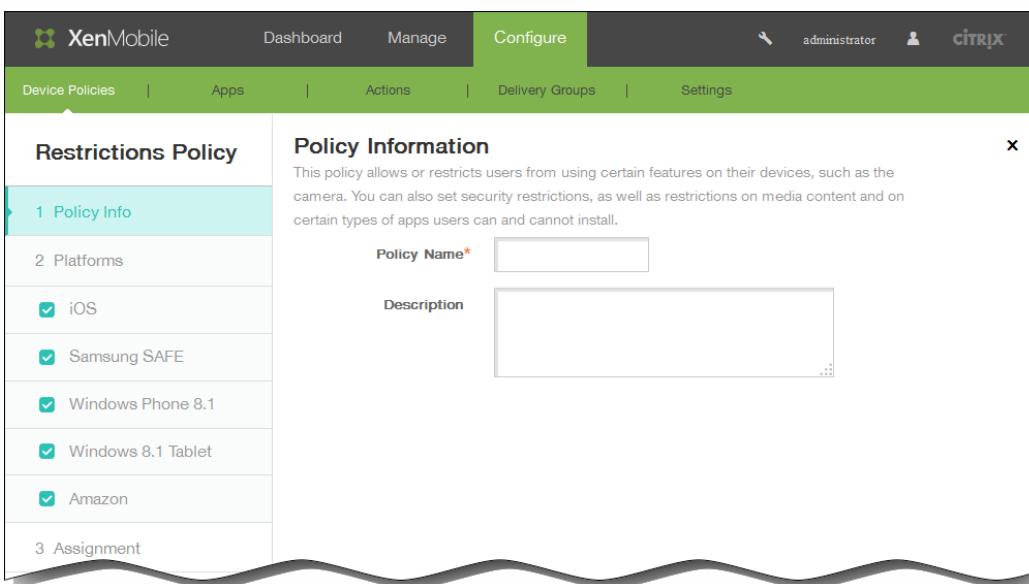 XenMobile Dashboard Manage Configure administrator CITRIX
Device Policies | Apps | Actions | Delivery Groups | Settings
Restrictions Policy
1 Policy Info
2 Platforms
iOS
Samsung SAFE
Windows Phone 8.1
Windows 8.1 Tablet
Amazon
3 Assignment
Policy Information
x
This policy allows or restricts users from using certain features on their devices, such as the
camera. You can also set security restrictions, as well as restrictions on media content and on
certain types of apps users can and cannot install.
Policy Name*
Description